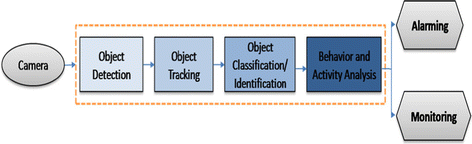 Camera
Object
Detection
Object
Tracking
Object
Classification/
Identification
Behavior and
Activity Analysis
Alarming
Monitoring